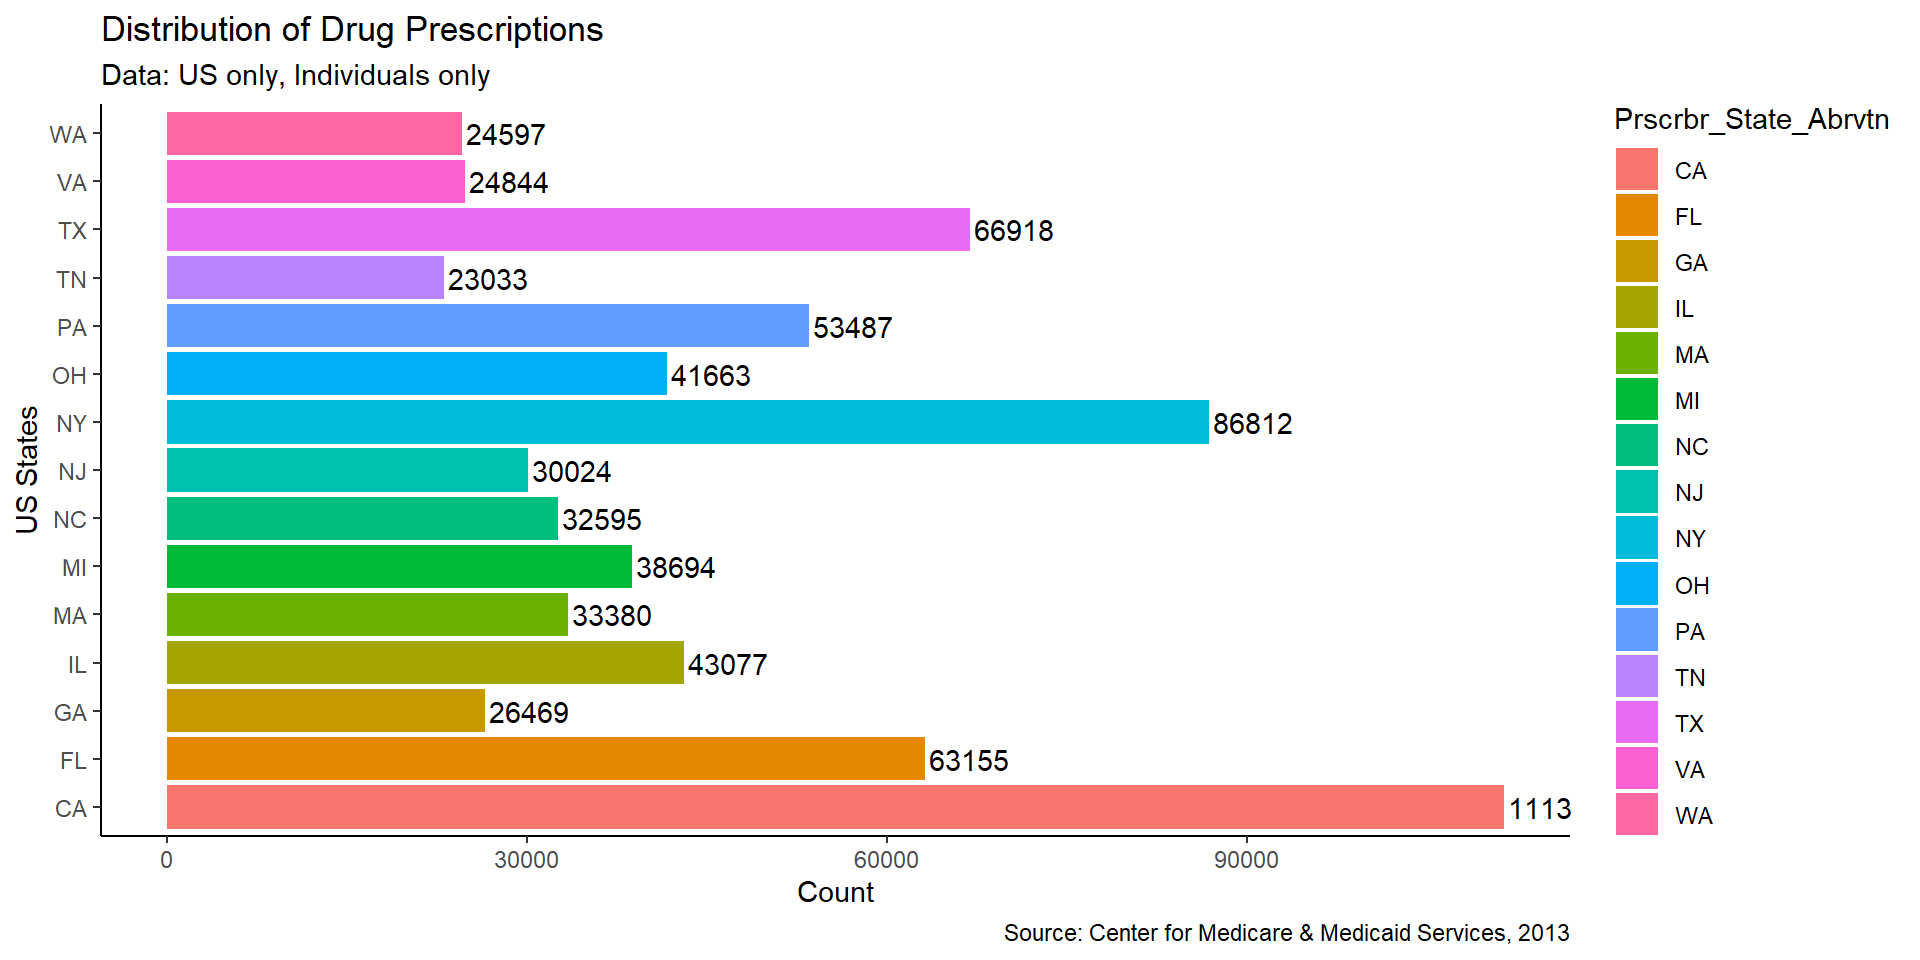 Distribution of Drug Prescriptions
Data: US only, Individuals only
WA 24597
VA 24844
TX 66918
TN 23033
PA 53487
OH 41663
NY 86812
NJ 30024
NC 32595
MI 38694
MA 33380
IL 43077
GA 26469
FL 63155
CA 1113
US States
0 30000 60000 90000
Count
Source: Center for Medicare & Medicaid Services, 2013
Prscrbr_State_Abrvtn
CA
FL
GA
IL
MA
MI
NC
NJ
NY
OH
PA
TN
TX
VA
WA